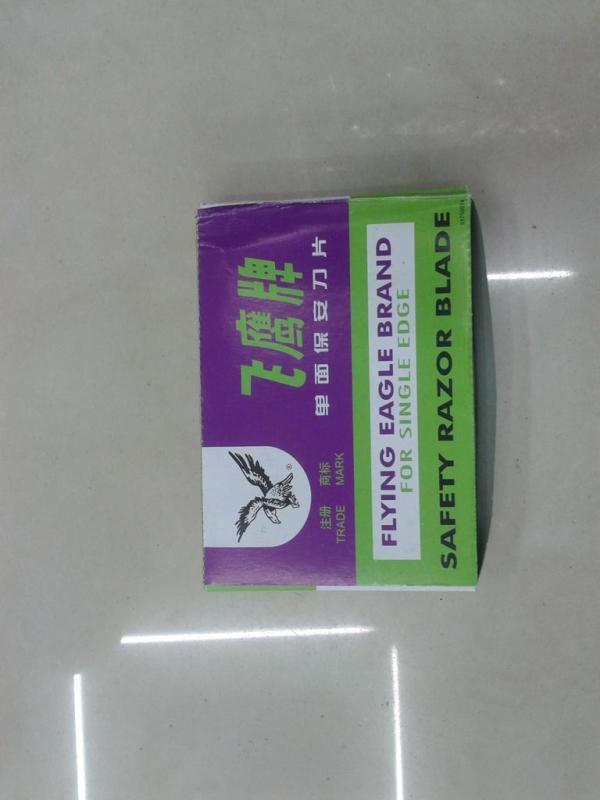 飞鹰牌
单面保安刀片
注册 商标
TRADE MARK
®
FLYING EAGLE BRAND
FOR SINGLE EDGE
SAFETY RAZOR BLADE